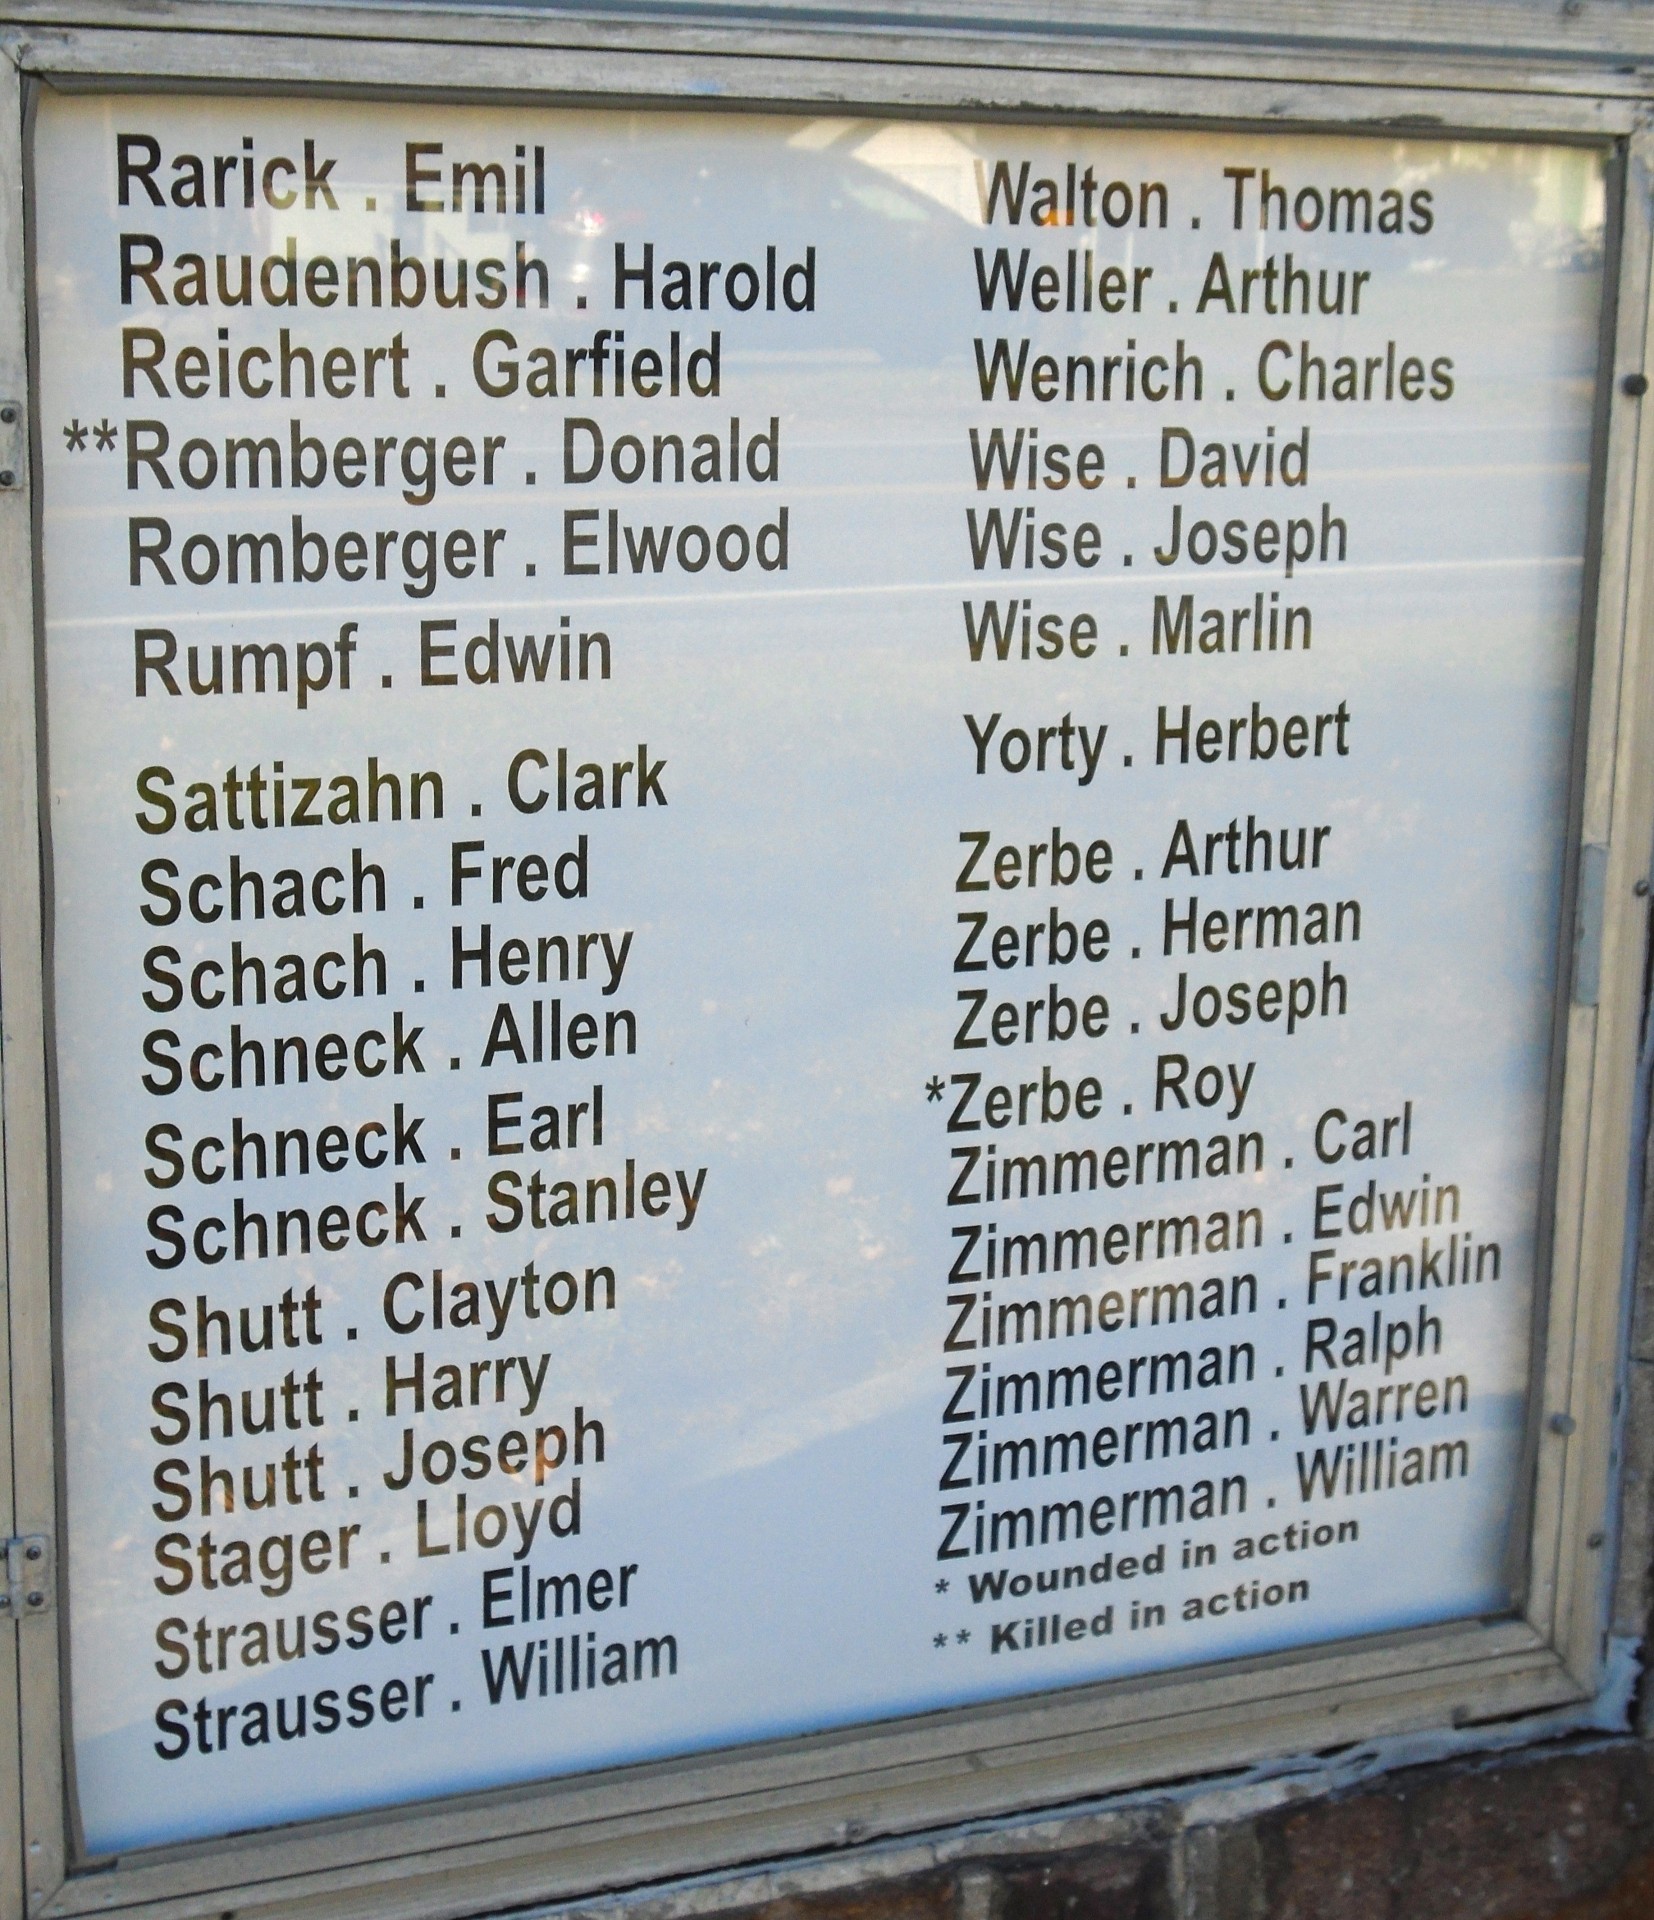 Rarick . Emil
Raudenbush . Harold
Reichert . Garfield
**Romberger . Donald
Romberger . Elwood
Rumpf . Edwin
Sattizahn . Clark
Schach . Fred
Schach . Henry
Schneck . Allen
Schneck . Earl
Schneck . Stanley
Shutt . Clayton
Shutt . Harry
Shutt . Joseph
Stager . Lloyd
Strausser . Elmer
Strausser . William
Walton . Thomas
Weller . Arthur
Wenrich . Charles
Wise . David
Wise . Joseph
Wise . Marlin
Yorty . Herbert
Zerbe . Arthur
Zerbe . Herman
Zerbe . Joseph
*Zerbe . Roy
Zimmerman . Carl
Zimmerman . Edwin
Zimmerman . Franklin
Zimmerman . Ralph
Zimmerman . Warren
Zimmerman . William
* Wounded in action
** Killed in action